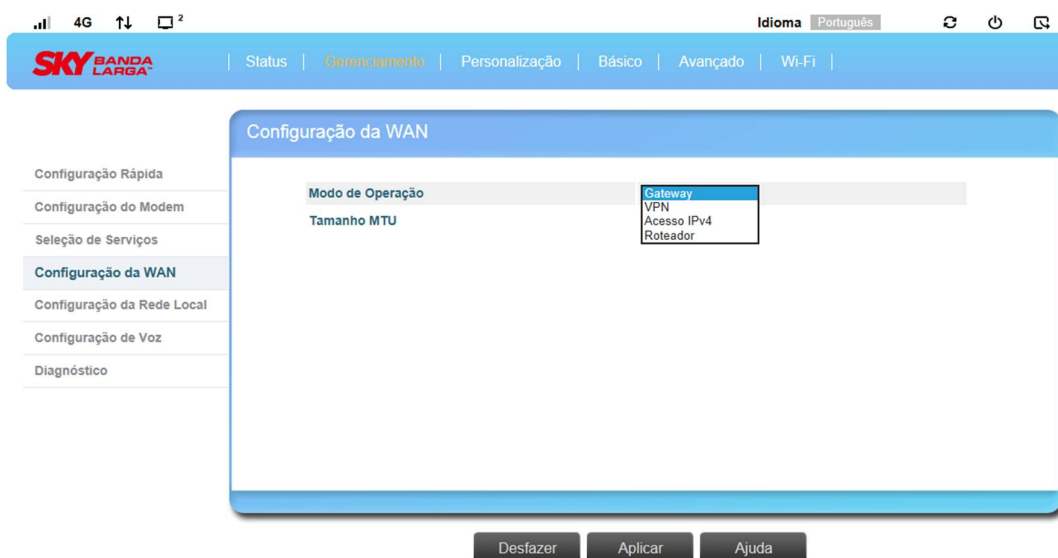 4G 2 Idioma Português
SKY BANDA LARGA Status Gerenciamento Personalização Básico Avançado Wi-Fi
Configuração da WAN
Configuração Rápida
Configuração do Modem
Seleção de Serviços
Configuração da WAN
Configuração da Rede Local
Configuração de Voz
Diagnóstico
Modo de Operação
Tamanho MTU
Gateway
VPN
Acesso IPv4
Roteador
Desfazer Aplicar Ajuda